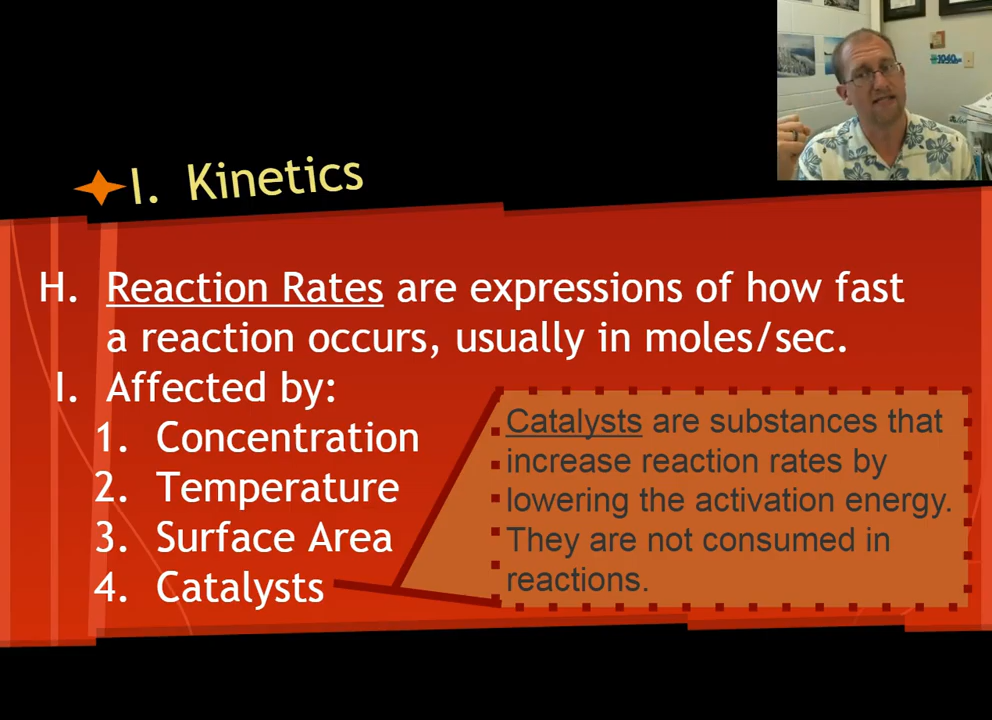 I. Kinetics
H. Reaction Rates are expressions of how fast
a reaction occurs, usually in moles/sec.
I. Affected by:
1. Concentration
2. Temperature
3. Surface Area
4. Catalysts
Catalysts are substances that
increase reaction rates by
lowering the activation energy.
They are not consumed in
reactions.
1040